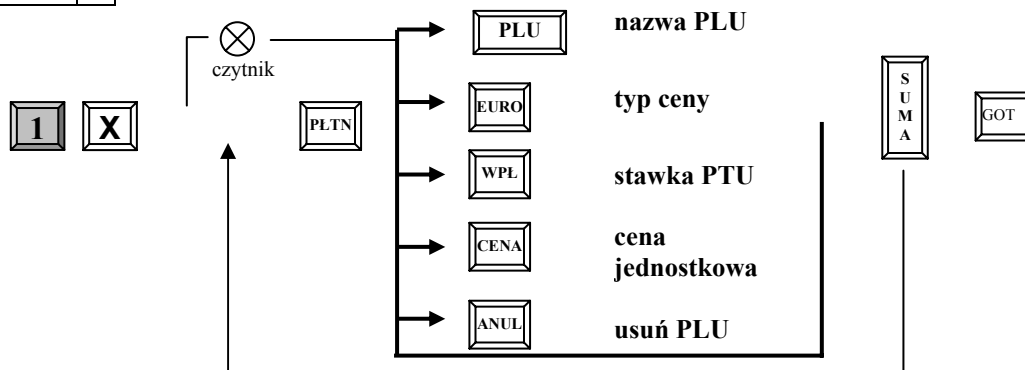 PLU nazwa PLU
czytnik
1 X PŁTN EURO typ ceny
S
U
M
A
GOT
WPŁ stawka PTU
CENA cena
jednostkowa
ANUL usuń PLU